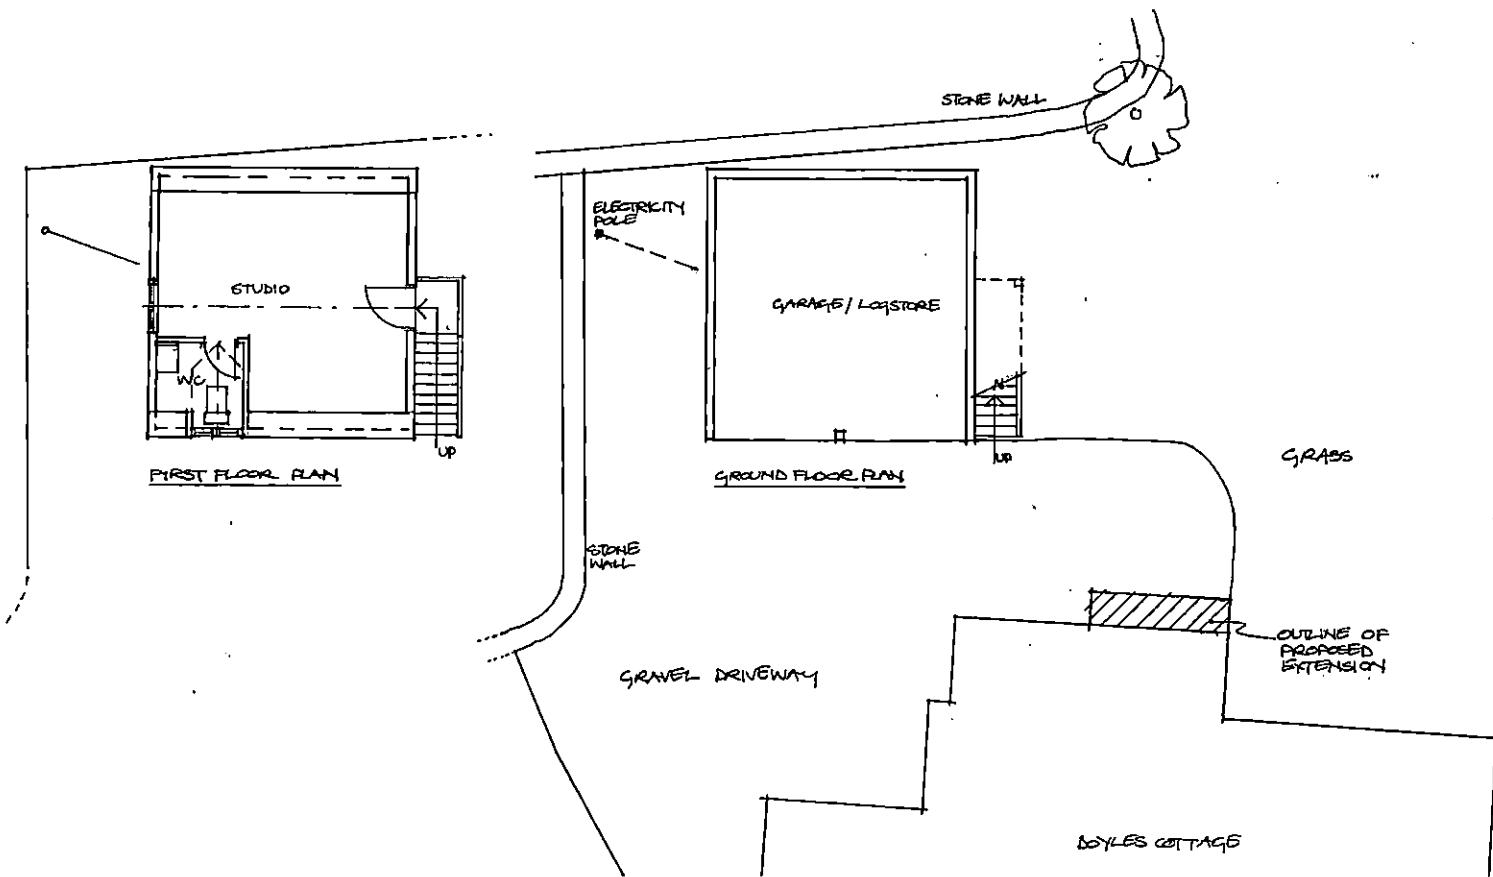 STONE WALL
ELECTRICITY
POLE
STUDIO
GARAGE/LOGSTORE
WC
UP
UP
FIRST FLOOR PLAN
GROUND FLOOR PLAN
GRASS
STONE
WALL
OUTLINE OF
PROPOSED
EXTENSION
GRAVEL DRIVEWAY
DOYLES COTTAGE